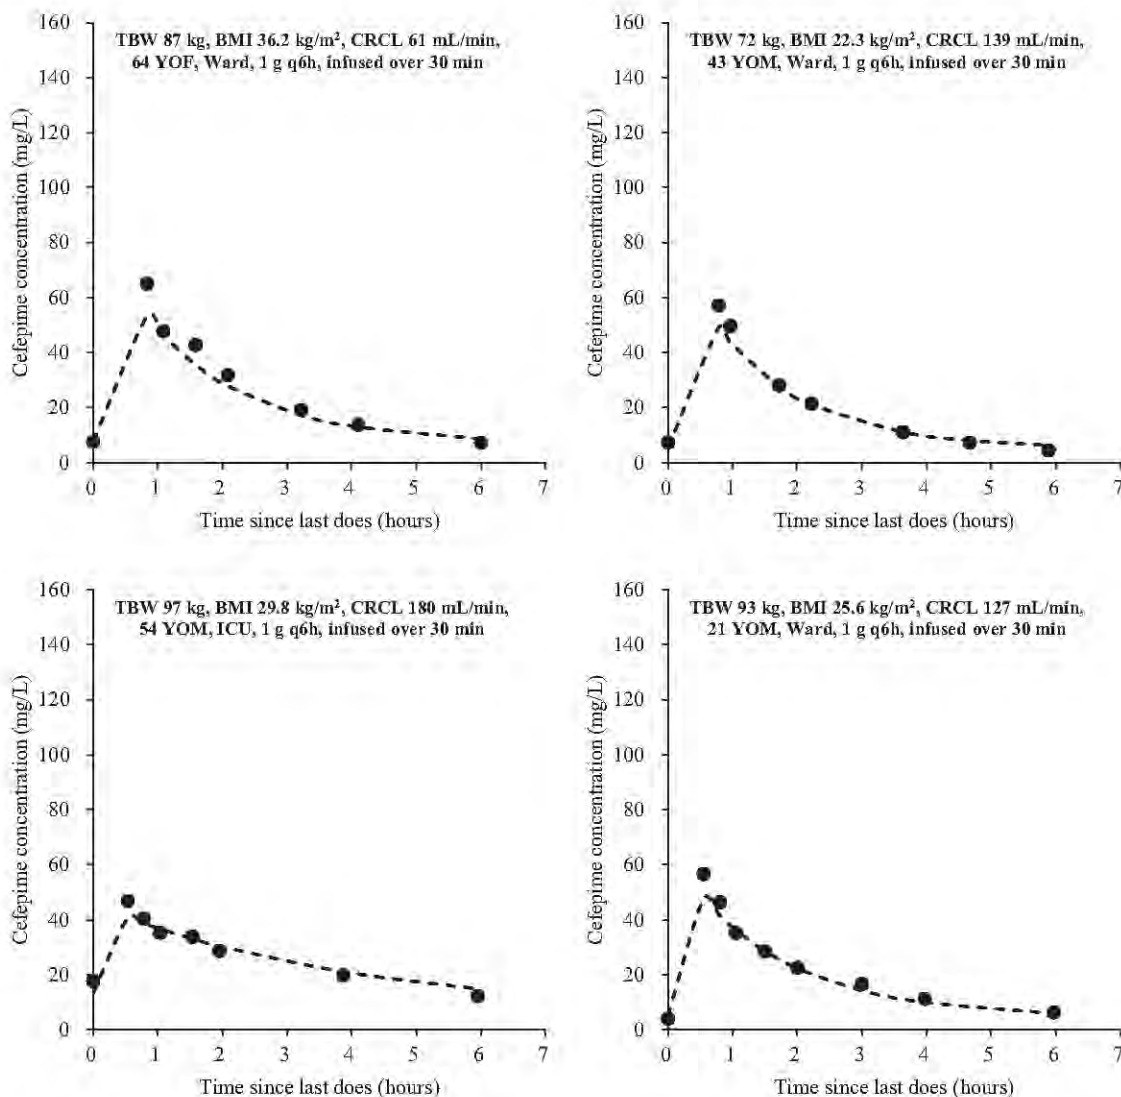 160
140
120
100
80
60
40
20
0
Cefepime concentration (mg/L)
TBW 87 kg, BMI 36.2 kg/m², CRCL 61 mL/min,
64 YOF, Ward, 1 g q6h, infused over 30 min
0 1 2 3 4 5 6 7
Time since last does (hours)
160
140
120
100
80
60
40
20
0
Cefepime concentration (mg/L)
TBW 72 kg, BMI 22.3 kg/m², CRCL 139 mL/min,
43 YOM, Ward, 1 g q6h, infused over 30 min
0 1 2 3 4 5 6 7
Time since last does (hours)
160
140
120
100
80
60
40
20
0
Cefepime concentration (mg/L)
TBW 97 kg, BMI 29.8 kg/m², CRCL 180 mL/min,
54 YOM, ICU, 1 g q6h, infused over 30 min
0 1 2 3 4 5 6 7
Time since last does (hours)
160
140
120
100
80
60
40
20
0
Cefepime concentration (mg/L)
TBW 93 kg, BMI 25.6 kg/m², CRCL 127 mL/min,
21 YOM, Ward, 1 g q6h, infused over 30 min
0 1 2 3 4 5 6 7
Time since last does (hours)